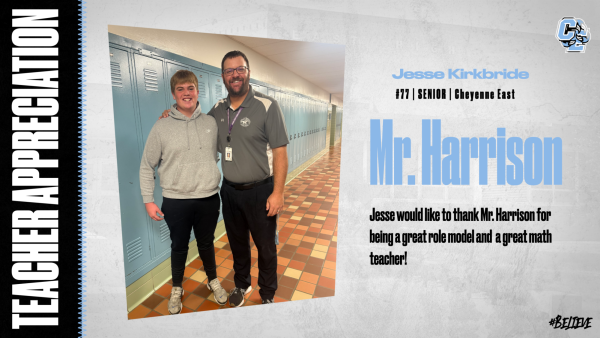 TEACHER APPRECIATION
Jesse Kirkbride
#77 | SENIOR | Cheyenne East
Mr. Harrison
Jesse would like to thank Mr. Harrison for
being a great role model and a great math
teacher!
#BELIEVE